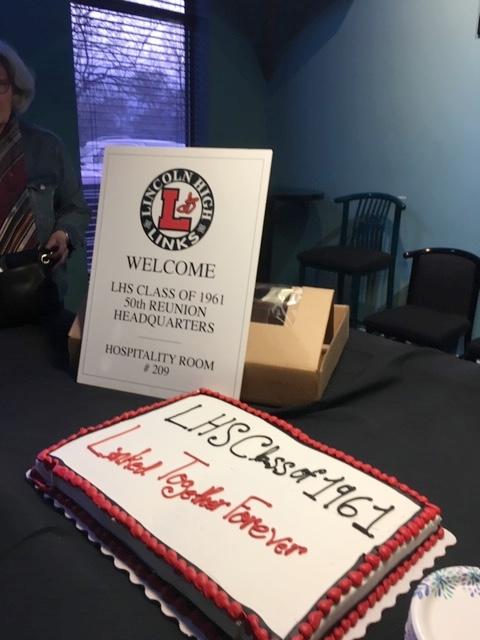 LINCOLN HIGH
L
LINKS
WELCOME
LHS CLASS OF 1961
50th REUNION
HEADQUARTERS
HOSPITALITY ROOM
# 209
LHS Class of 1961
Linked Together Forever